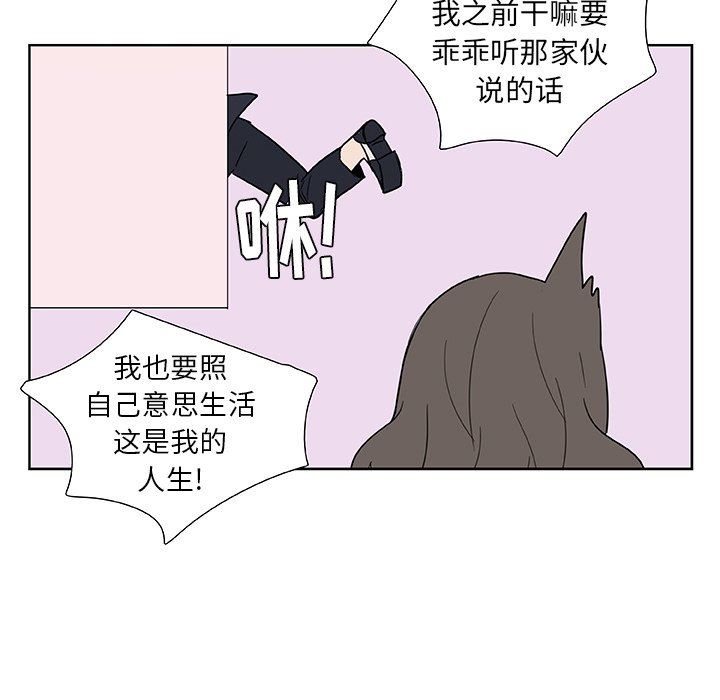 我之前干嘛要
乖乖听那家伙
说的话
咻!
我也要照
自己意思生活
这是我的
人生!